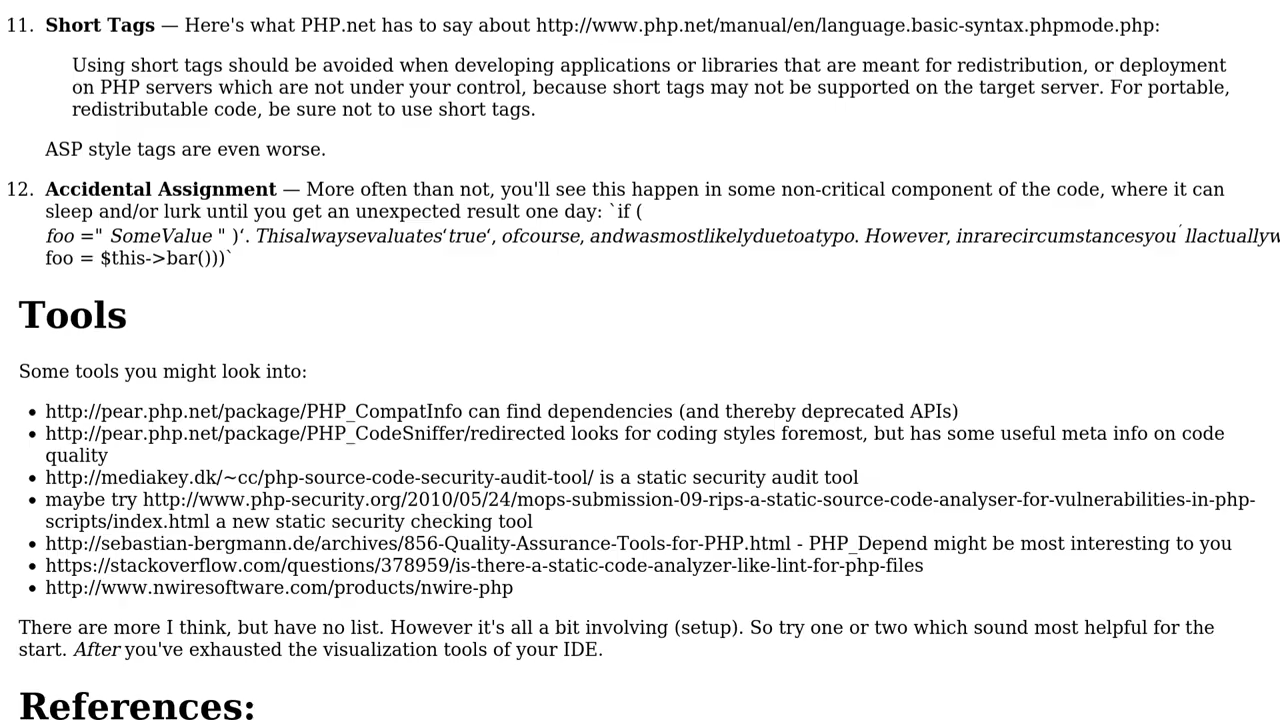 11. Short Tags — Here's what PHP.net has to say about http://www.php.net/manual/en/language.basic-syntax.phpmode.php:
Using short tags should be avoided when developing applications or libraries that are meant for redistribution, or deployment
on PHP servers which are not under your control, because short tags may not be supported on the target server. For portable,
redistributable code, be sure not to use short tags.
ASP style tags are even worse.
12. Accidental Assignment — More often than not, you'll see this happen in some non-critical component of the code, where it can
sleep and/or lurk until you get an unexpected result one day: `if (
foo =" SomeValue " )‘. Thisalwaysevaluates‘true‘, ofcourse, andwasmostlikelyduetoatypo. However, inrarecircumstancesyou′llactuallyw
foo = $this->bar()))`
Tools
Some tools you might look into:
• http://pear.php.net/package/PHP_CompatInfo can find dependencies (and thereby deprecated APIs)
• http://pear.php.net/package/PHP_CodeSniffer/redirected looks for coding styles foremost, but has some useful meta info on code
quality
• http://mediakey.dk/~cc/php-source-code-security-audit-tool/ is a static security audit tool
• maybe try http://www.php-security.org/2010/05/24/mops-submission-09-rips-a-static-source-code-analyser-for-vulnerabilities-in-php-
scripts/index.html a new static security checking tool
• http://sebastian-bergmann.de/archives/856-Quality-Assurance-Tools-for-PHP.html - PHP_Depend might be most interesting to you
• https://stackoverflow.com/questions/378959/is-there-a-static-code-analyzer-like-lint-for-php-files
• http://www.nwiresoftware.com/products/nwire-php
There are more I think, but have no list. However it's all a bit involving (setup). So try one or two which sound most helpful for the
start. After you've exhausted the visualization tools of your IDE.
References: